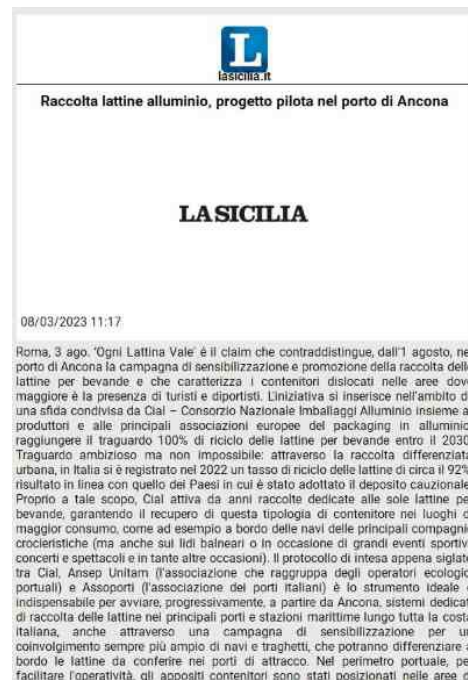 L
lasicilia.it
Raccolta lattine alluminio, progetto pilota nel porto di Ancona
LA SICILIA
08/03/2023 11:17
Roma, 3 ago. 'Ogni Lattina Vale' è il claim che contraddistingue, dall'1 agosto, ne
porto di Ancona la campagna di sensibilizzazione e promozione della raccolta delle
lattine per bevande e che caratterizza i contenitori dislocati nelle aree dove
maggiore è la presenza di turisti e diportisti. L'iniziativa si inserisce nell'ambito d
una sfida condivisa da Cial – Consorzio Nazionale Imballaggi Alluminio insieme a
produttori e alle principali associazioni europee del packaging in alluminio
raggiungere il traguardo 100% di riciclo delle lattine per bevande entro il 2030
Traguardo ambizioso ma non impossibile: attraverso la raccolta differenziata
urbana, in Italia si è registrato nel 2022 un tasso di riciclo delle lattine di circa il 92%
risultato in linea con quello dei Paesi in cui è stato adottato il deposito cauzionale
Proprio a tale scopo, Cial attiva da anni raccolte dedicate alle sole lattine pe
bevande, garantendo il recupero di questa tipologia di contenitore nei luoghi d
maggior consumo, come ad esempio a bordo delle navi delle principali compagnie
crocieristiche (ma anche sui lidi balneari o in occasione di grandi eventi sportivi
concerti e spettacoli e in tante altre occasioni). Il protocollo di intesa appena siglato
tra Cial, Ansep Unitam (l'associazione che raggruppa degli operatori ecologic
portuali) e Assoporti (l'associazione dei porti italiani) è lo strumento ideale e
indispensabile per avviare, progressivamente, a partire da Ancona, sistemi dedicat
di raccolta delle lattine nei principali porti e stazioni marittime lungo tutta la costa
italiana, anche attraverso una campagna di sensibilizzazione per un
coinvolgimento sempre più ampio di navi e traghetti, che potranno differenziare a
bordo le lattine da conferire nei porti di attracco. Nel perimetro portuale, pe
facilitare l'operatività, gli appositi contenitori sono stati posizionati nelle aree d